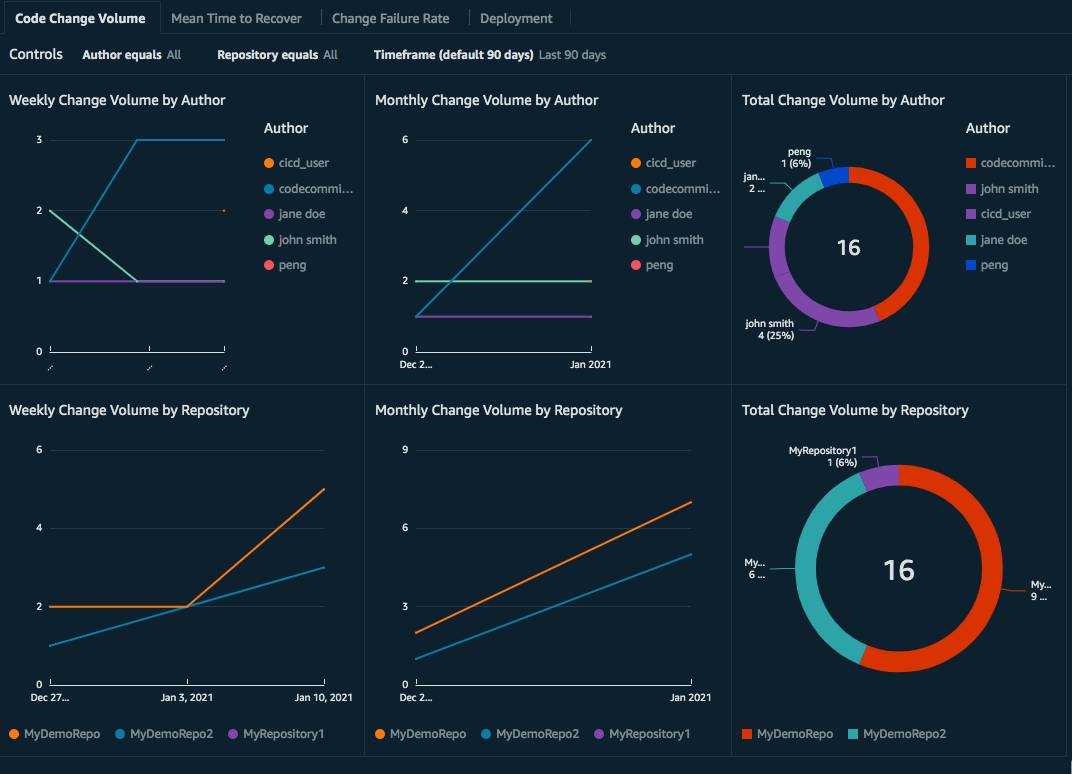 Code Change Volume
Mean Time to Recover
Change Failure Rate
Deployment
Controls
Author equals All
Repository equals All
Timeframe (default 90 days) Last 90 days
Weekly Change Volume by Author
3
2
1
0
Author
cicd_user
codecommi...
jane doe
john smith
peng
Monthly Change Volume by Author
6
4
2
0
Dec 2...
Jan 2021
Author
cicd_user
codecommi...
jane doe
john smith
peng
Total Change Volume by Author
peng
1 (6%)
jan...
2 ...
16
john smith
4 (25%)
Author
codecommi...
john smith
cicd_user
jane doe
peng
Weekly Change Volume by Repository
6
4
2
0
Dec 27...
Jan 3, 2021
Jan 10, 2021
MyDemoRepo
MyDemoRepo2
MyRepository1
Monthly Change Volume by Repository
9
6
3
0
Dec 2...
Jan 2021
MyDemoRepo
MyDemoRepo2
MyRepository1
Total Change Volume by Repository
MyRepository1
1 (6%)
My...
6 ...
16
My...
9 ...
MyDemoRepo
MyDemoRepo2